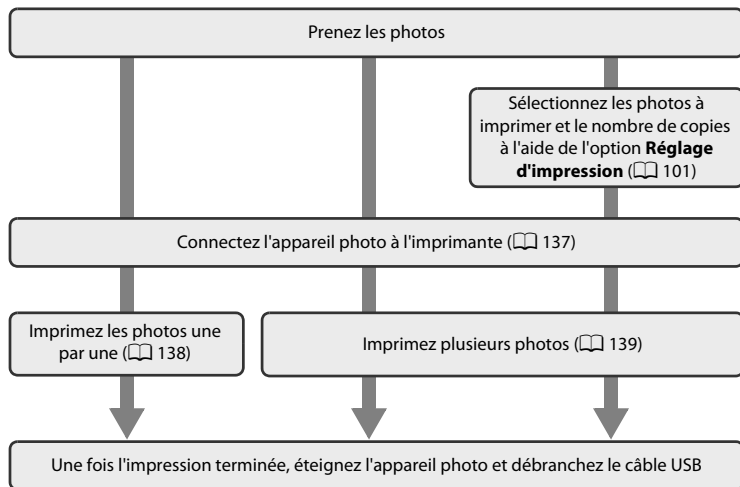 Prenez les photos
Sélectionnez les photos à
imprimer et le nombre de copies
à l'aide de l'option Réglage
d'impression (📖 101)
Connectez l'appareil photo à l'imprimante (📖 137)
Imprimez les photos une
par une (📖 138)
Imprimez plusieurs photos (📖 139)
Une fois l'impression terminée, éteignez l'appareil photo et débranchez le câble USB